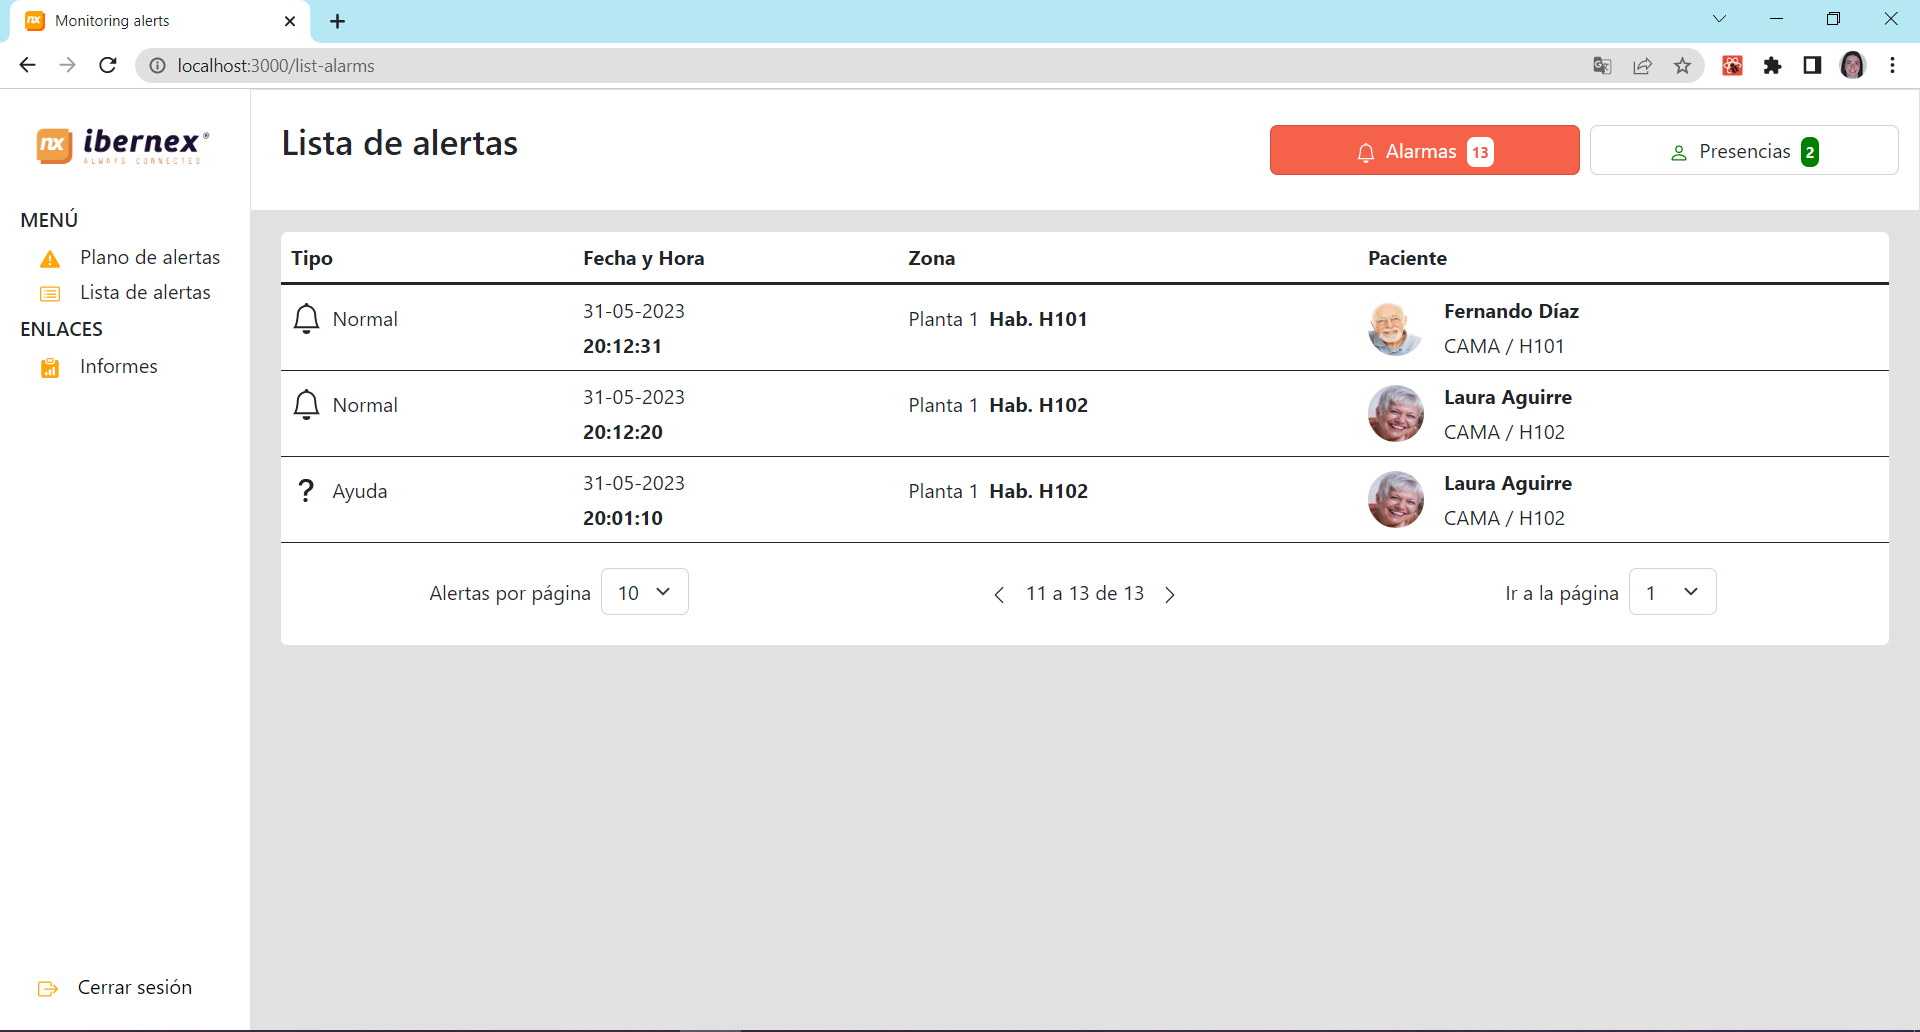 Monitoring alerts
localhost:3000/list-alarms
nx ibernex®
ALWAYS CONNECTED
Lista de alertas
Alarmas 13
Presencias 2
MENÚ
Plano de alertas
Lista de alertas
ENLACES
Informes
Cerrar sesión
Tipo Fecha y Hora Zona Paciente
Normal 31-05-2023 Planta 1 Hab. H101 Fernando Díaz
20:12:31 CAMA / H101
Normal 31-05-2023 Planta 1 Hab. H102 Laura Aguirre
20:12:20 CAMA / H102
? Ayuda 31-05-2023 Planta 1 Hab. H102 Laura Aguirre
20:01:10 CAMA / H102
Alertas por página 10 11 a 13 de 13 Ir a la página 1